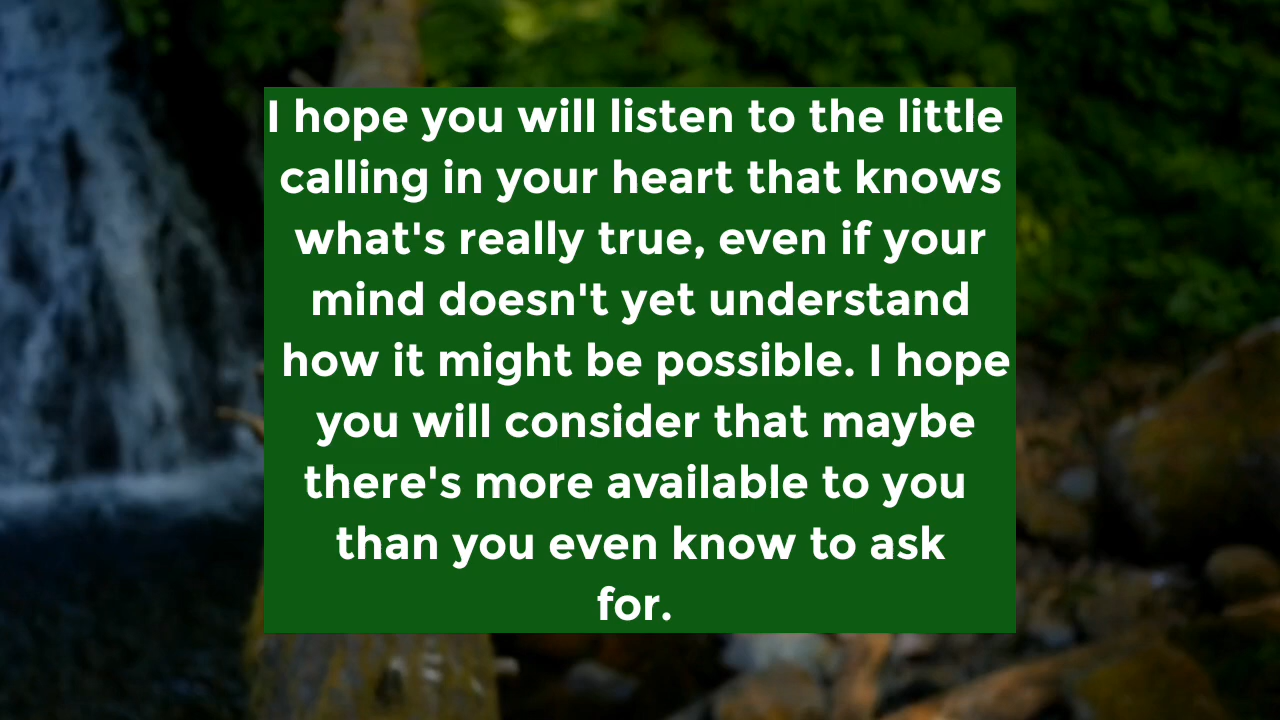 I hope you will listen to the little
calling in your heart that knows
what's really true, even if your
mind doesn't yet understand
how it might be possible. I hope
you will consider that maybe
there's more available to you
than you even know to ask
for.